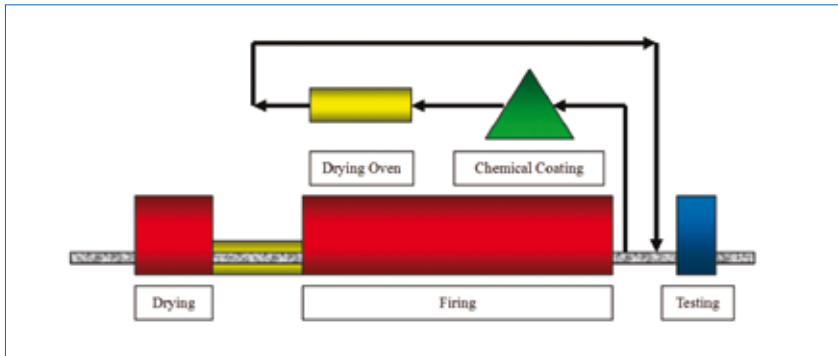 Drying Oven
Chemical Coating
Drying
Firing
Testing